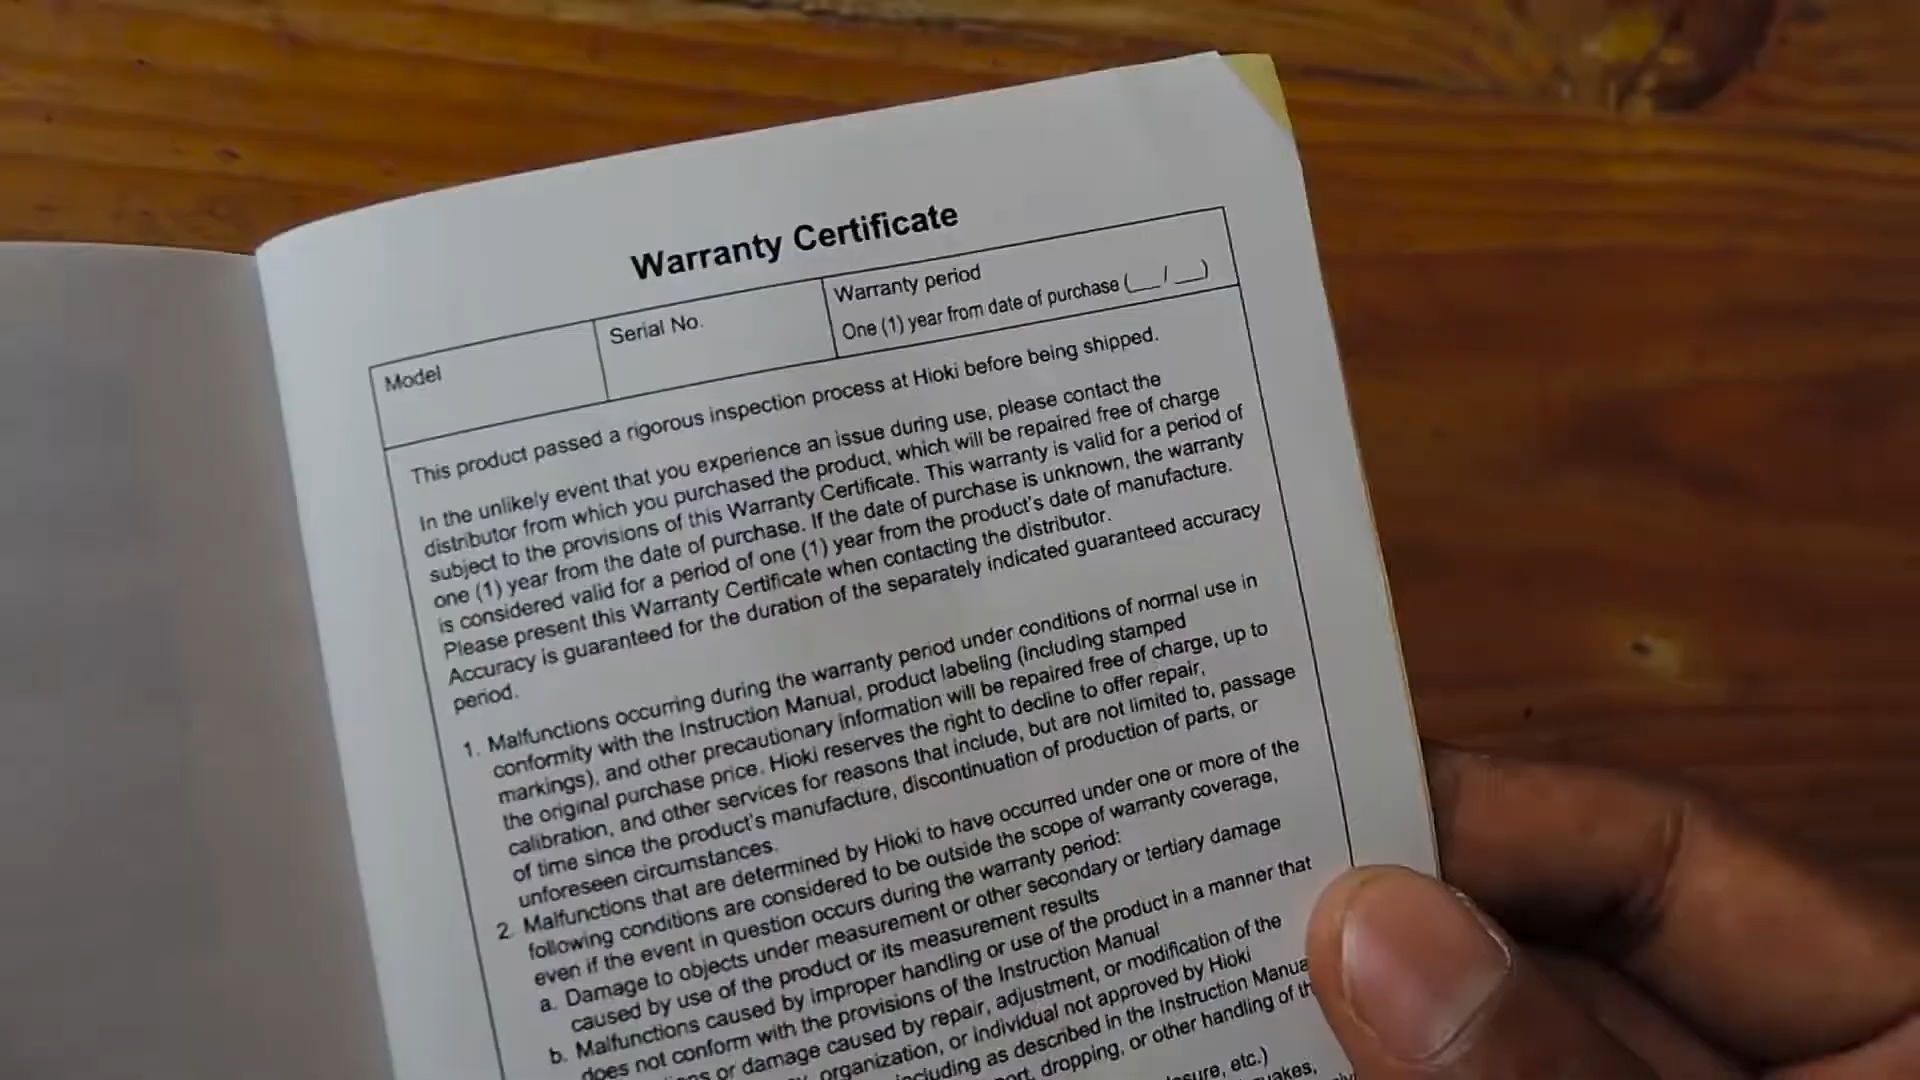 Warranty Certificate
Model
Serial No.
Warranty period
One (1) year from date of purchase (__ / __)
This product passed a rigorous inspection process at Hioki before being shipped.
In the unlikely event that you experience an issue during use, please contact the
distributor from which you purchased the product, which will be repaired free of charge
subject to the provisions of this Warranty Certificate. This warranty is valid for a period of
one (1) year from the date of purchase. If the date of purchase is unknown, the warranty
is considered valid for a period of one (1) year from the product's date of manufacture.
Please present this Warranty Certificate when contacting the distributor.
Accuracy is guaranteed for the duration of the separately indicated guaranteed accuracy
period.
1. Malfunctions occurring during the warranty period under conditions of normal use in
conformity with the Instruction Manual, product labeling (including stamped
markings), and other precautionary information will be repaired free of charge, up to
the original purchase price. Hioki reserves the right to decline to offer repair,
calibration, and other services for reasons that include, but are not limited to, passage
of time since the product's manufacture, discontinuation of production of parts, or
unforeseen circumstances.
2. Malfunctions that are determined by Hioki to have occurred under one or more of the
following conditions are considered to be outside the scope of warranty coverage,
even if the event in question occurs during the warranty period:
a. Damage to objects under measurement or other secondary or tertiary damage
caused by use of the product or its measurement results
b. Malfunctions caused by improper handling or use of the product in a manner that
does not conform with the provisions of the Instruction Manual
or damage caused by repair, adjustment, or modification of the
organization, or individual not approved by Hioki
including as described in the Instruction
dropping, or other handling of
etc.)